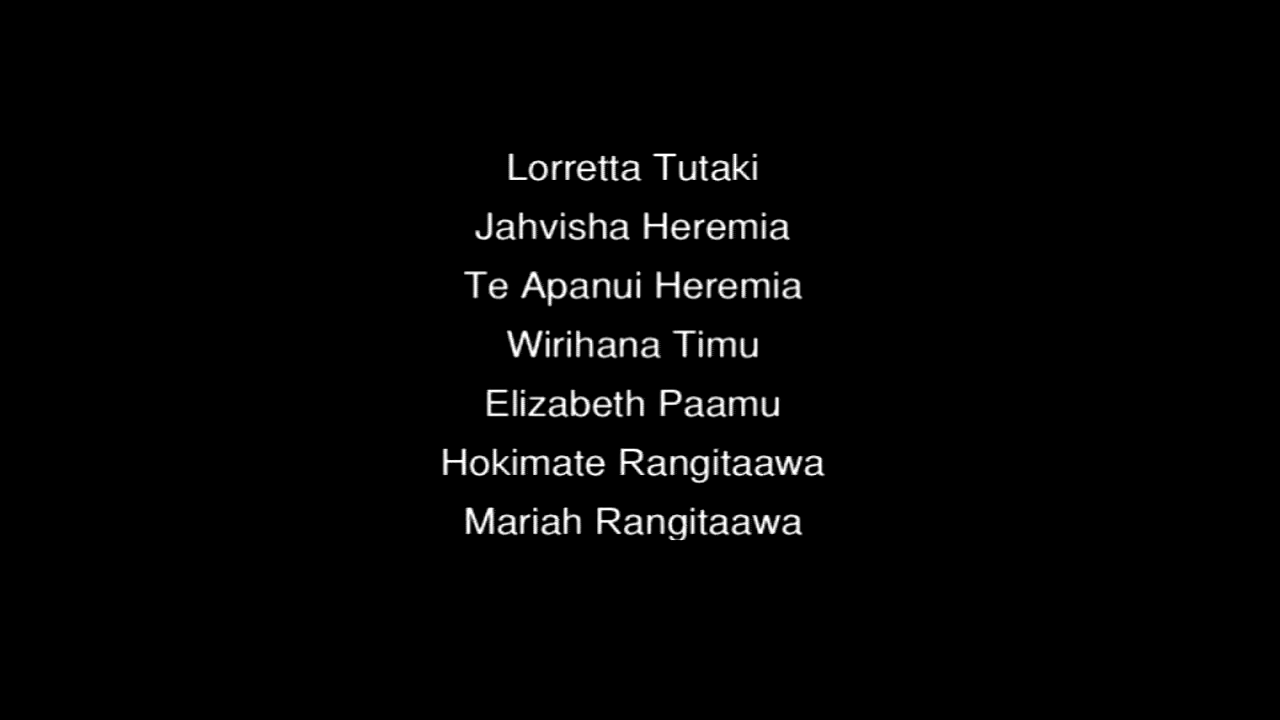 Lorretta Tutaki
Jahvisha Heremia
Te Apanui Heremia
Wirihana Timu
Elizabeth Paamu
Hokimate Rangitaawa
Mariah Rangitaawa